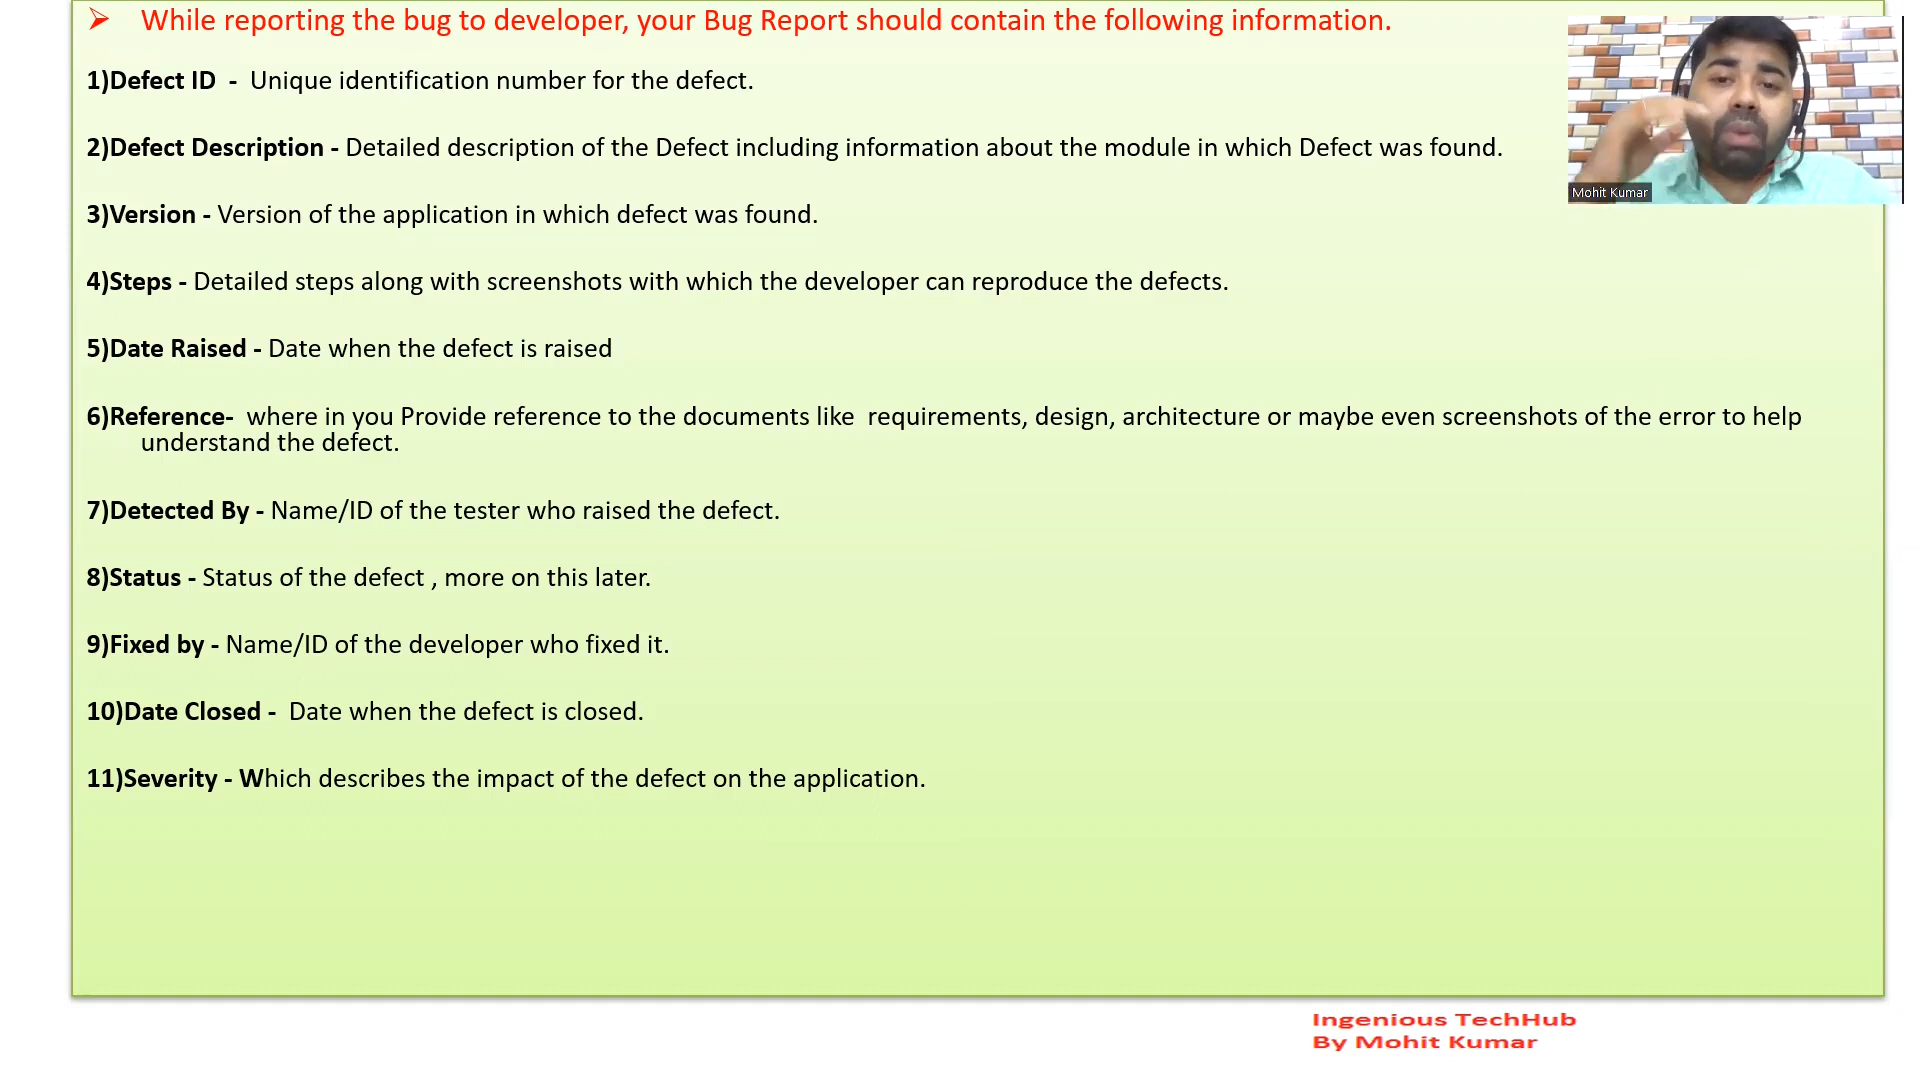 ➢ While reporting the bug to developer, your Bug Report should contain the following information.
1)Defect ID - Unique identification number for the defect.
2)Defect Description - Detailed description of the Defect including information about the module in which Defect was found.
3)Version - Version of the application in which defect was found.
4)Steps - Detailed steps along with screenshots with which the developer can reproduce the defects.
5)Date Raised - Date when the defect is raised
6)Reference- where in you Provide reference to the documents like requirements, design, architecture or maybe even screenshots of the error to help
understand the defect.
7)Detected By - Name/ID of the tester who raised the defect.
8)Status - Status of the defect , more on this later.
9)Fixed by - Name/ID of the developer who fixed it.
10)Date Closed - Date when the defect is closed.
11)Severity - Which describes the impact of the defect on the application.
Mohit Kumar
Ingenious TechHub
By Mohit Kumar